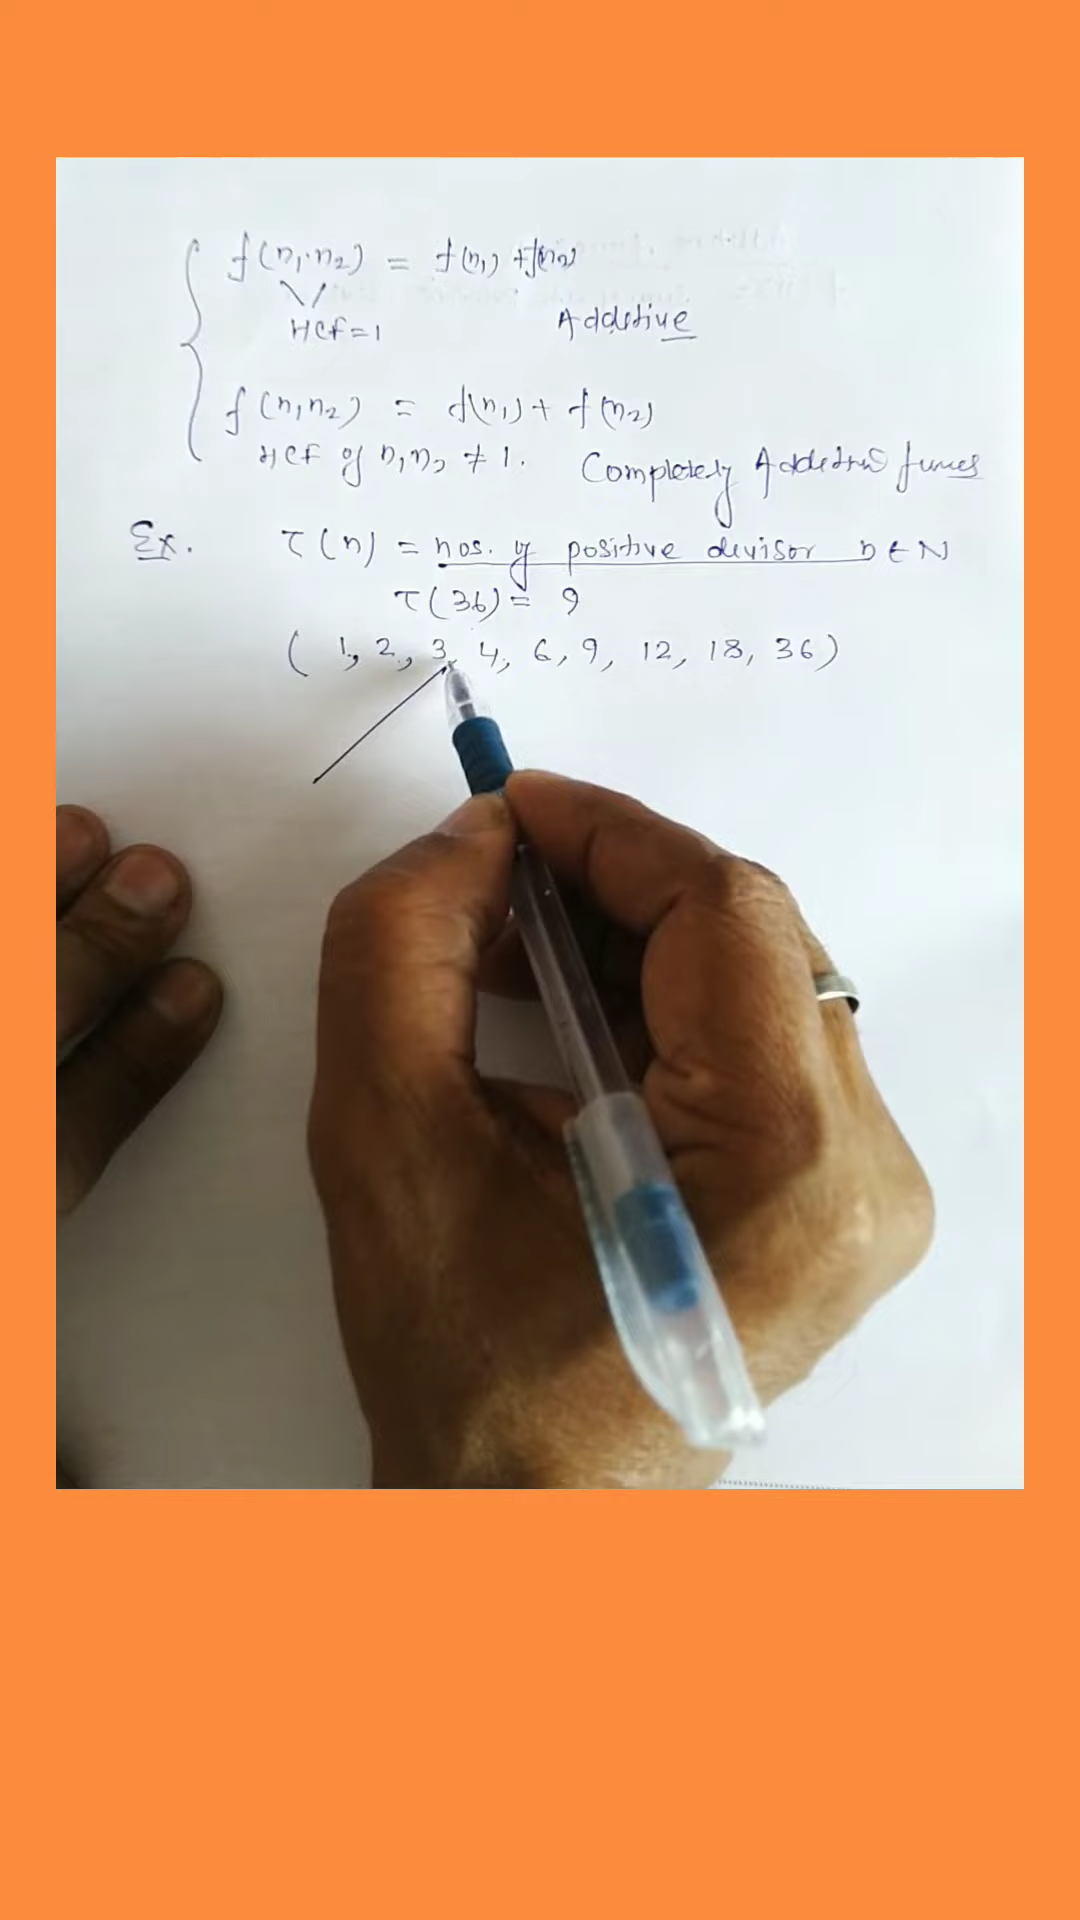 f(n₁·n₂) = f(n₁) + f(n₂)
HCF=1 Additive
f(n₁n₂) = f(n₁) + f(n₂)
HCF of n₁n₂ ≠ 1. Completely Additive funcs
Ex. τ(n) = nos. of positive divisor n ∈ N
τ(36) = 9
( 1, 2, 3, 4, 6, 9, 12, 18, 36)